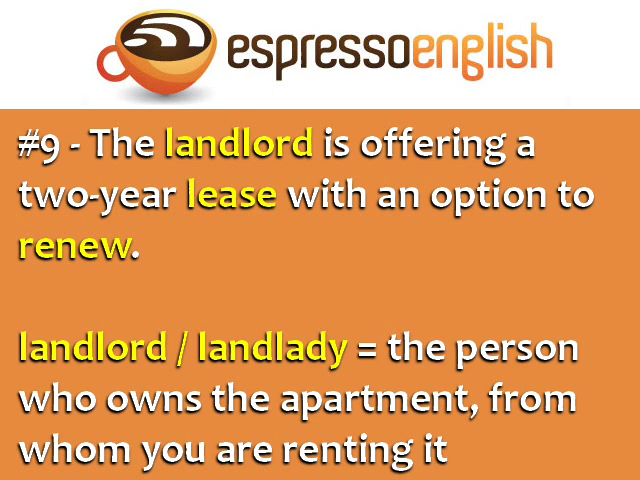 espressoenglish
#9 - The landlord is offering a
two-year lease with an option to
renew.
landlord / landlady = the person
who owns the apartment, from
whom you are renting it